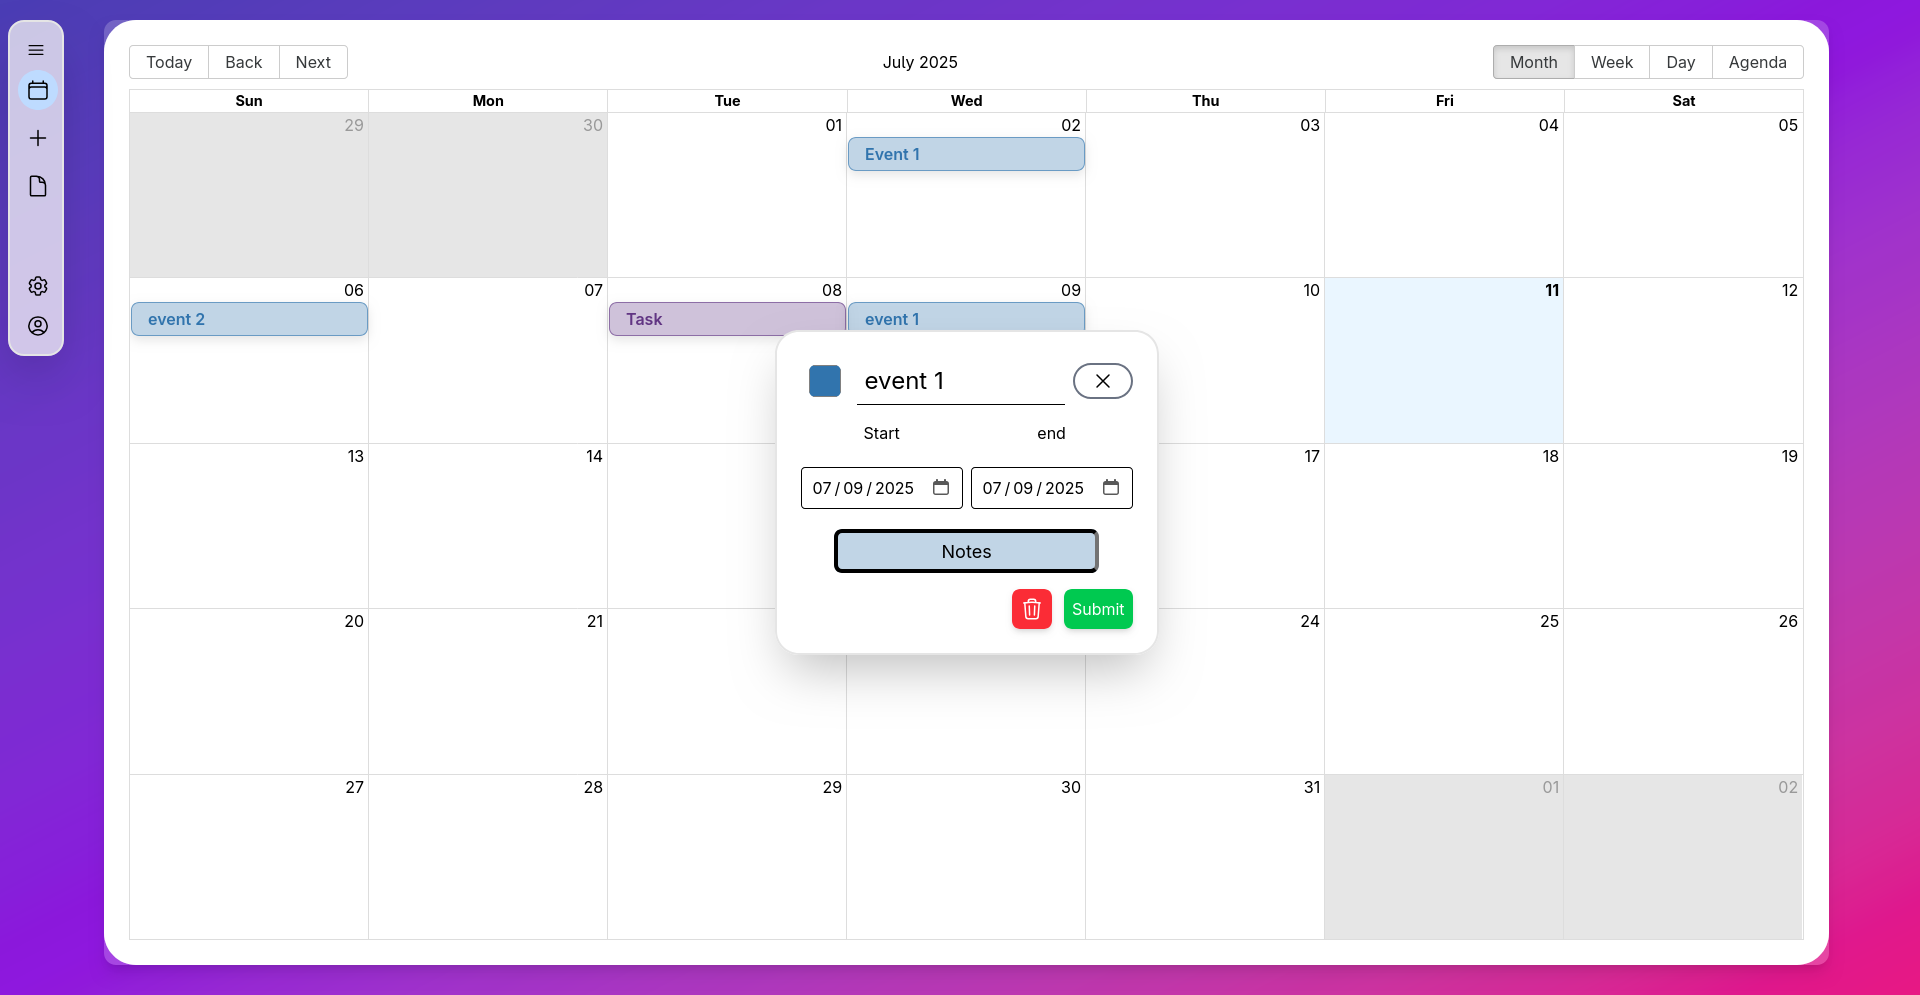 Today Back Next July 2025 Month Week Day Agenda
Sun Mon Tue Wed Thu Fri Sat
29 30 01 02 03 04 05
Event 1
06 07 08 09 10 11 12
event 2 Task event 1
event 1
Start end
13 14 17 18 19
07/09/2025 07/09/2025
Notes
Submit
20 21 24 25 26
27 28 29 30 31 01 02